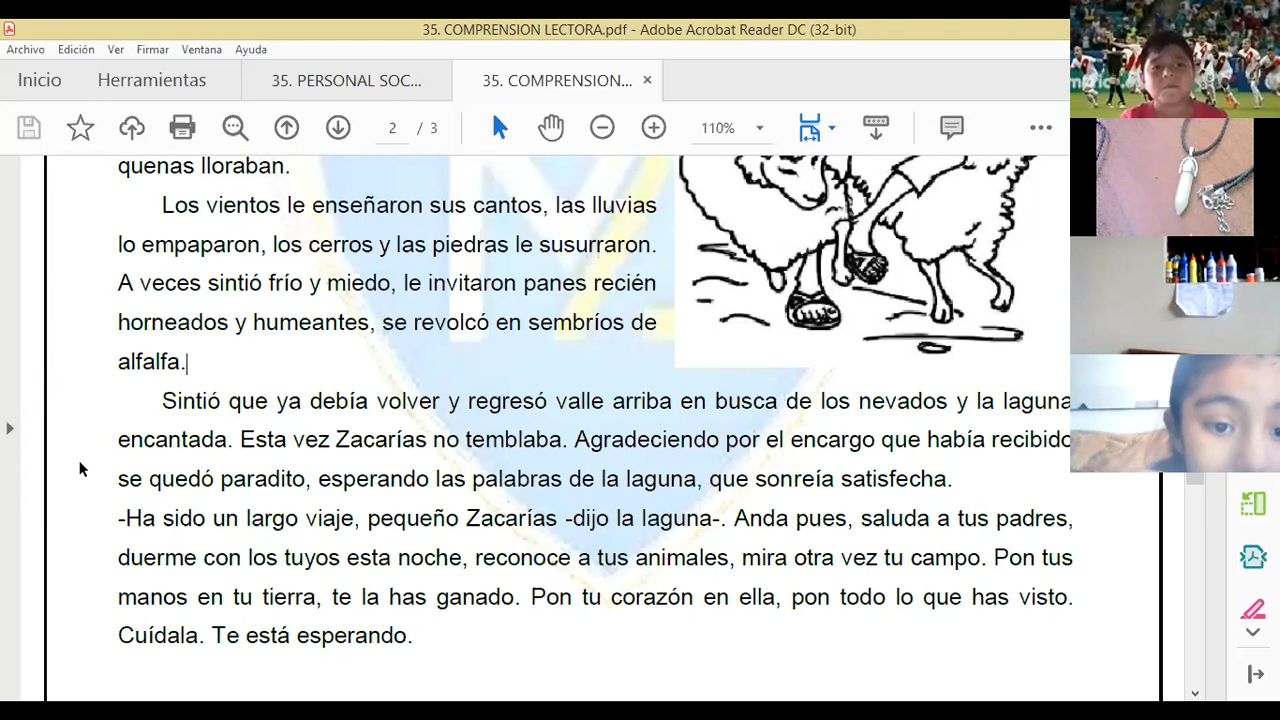 35. COMPRENSION LECTORA.pdf - Adobe Acrobat Reader DC (32-bit)
Archivo Edición Ver Firmar Ventana Ayuda
Inicio Herramientas 35. PERSONAL SOC... 35. COMPRENSION... ×
2 / 3 110%
quenas lloraban.
Los vientos le enseñaron sus cantos, las lluvias
lo empaparon, los cerros y las piedras le susurraron.
A veces sintió frío y miedo, le invitaron panes recién
horneados y humeantes, se revolcó en sembríos de
alfalfa.
Sintió que ya debía volver y regresó valle arriba en busca de los nevados y la laguna
encantada. Esta vez Zacarías no temblaba. Agradeciendo por el encargo que había recibido
se quedó paradito, esperando las palabras de la laguna, que sonreía satisfecha.
-Ha sido un largo viaje, pequeño Zacarías -dijo la laguna-. Anda pues, saluda a tus padres,
duerme con los tuyos esta noche, reconoce a tus animales, mira otra vez tu campo. Pon tus
manos en tu tierra, te la has ganado. Pon tu corazón en ella, pon todo lo que has visto.
Cuídala. Te está esperando.